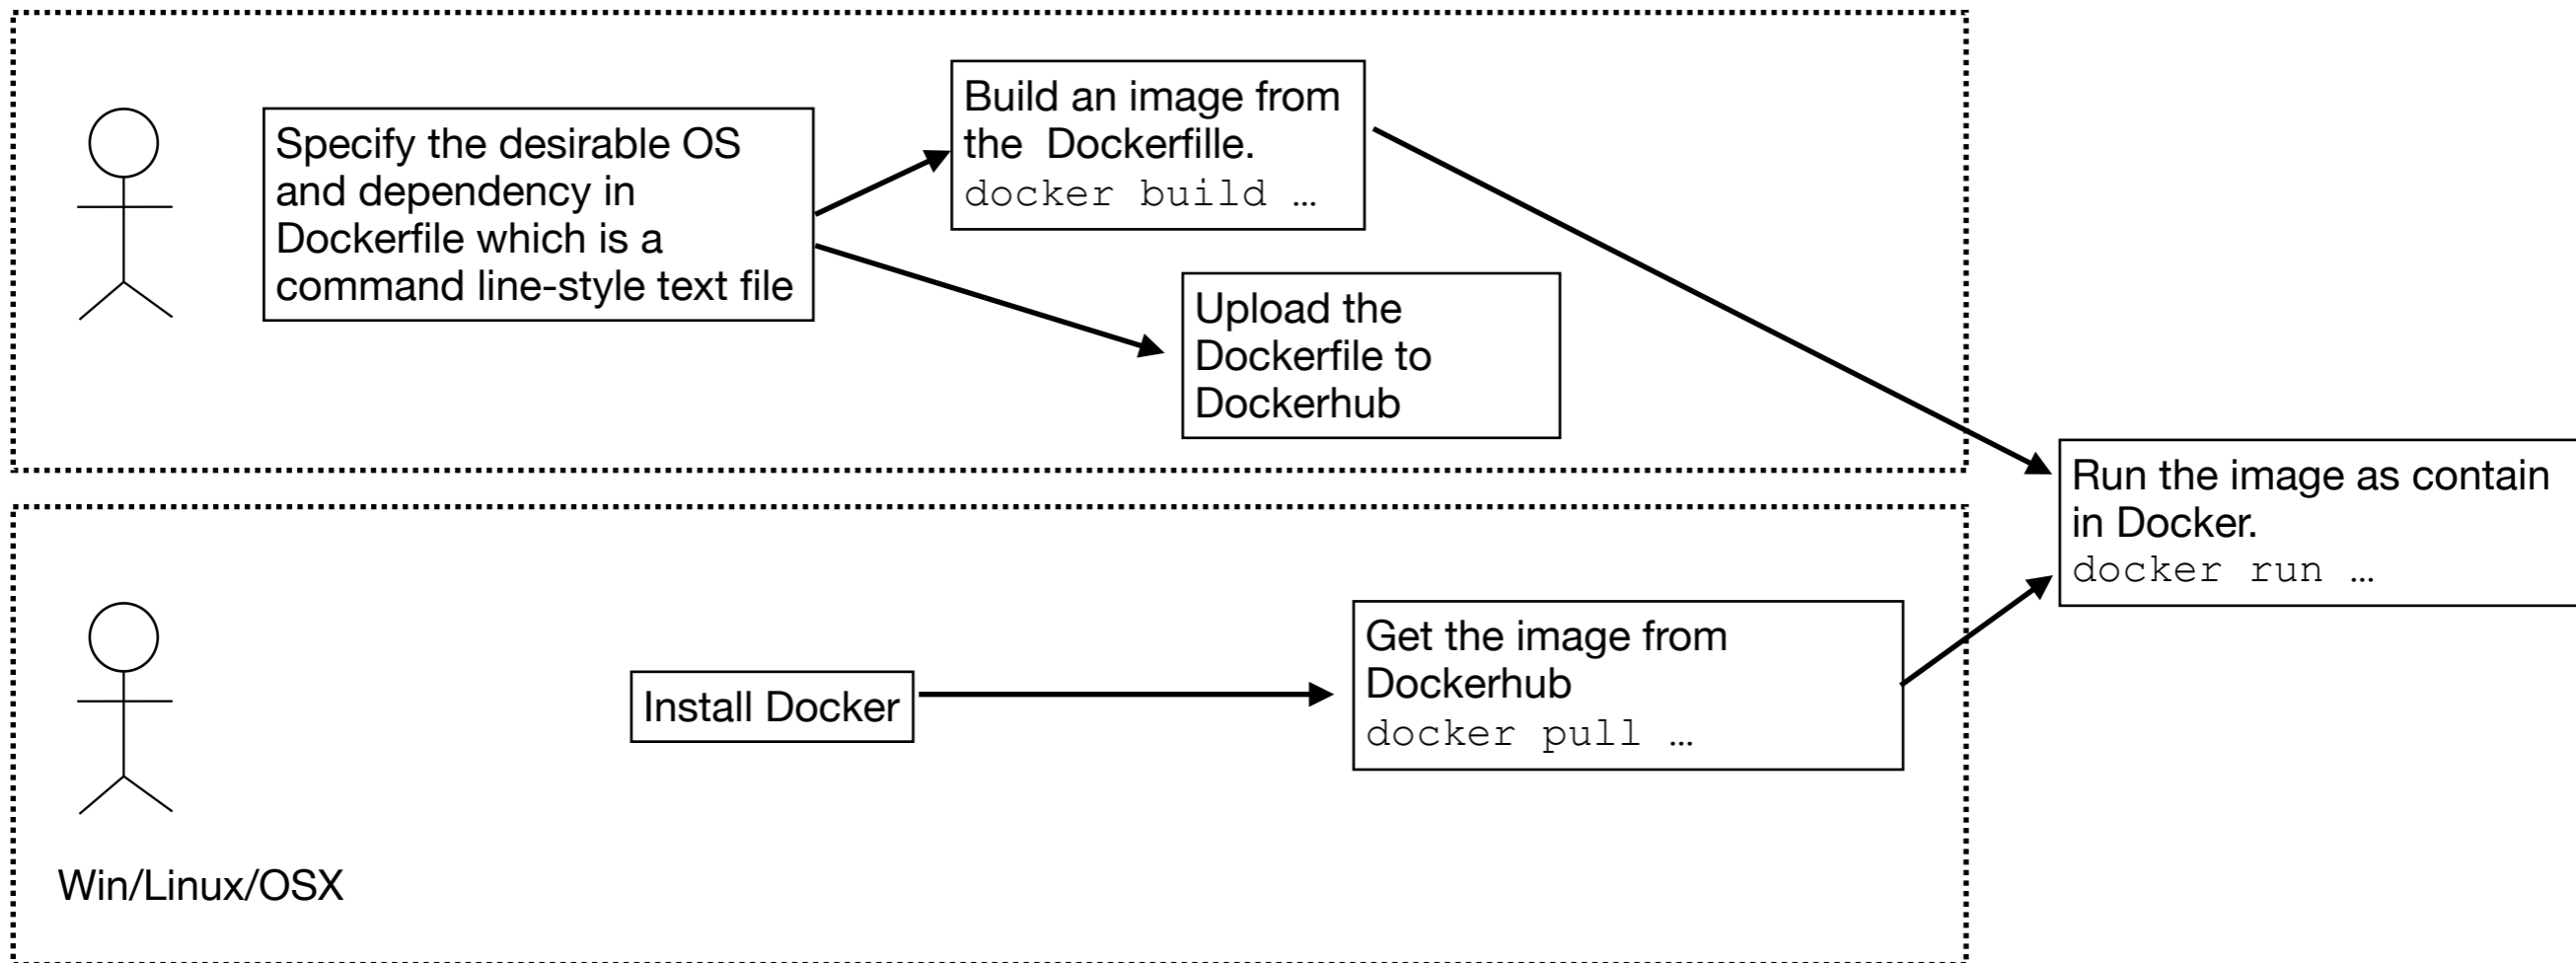 Specify the desirable OS
and dependency in
Dockerfile which is a
command line-style text file
Build an image from
the  Dockerfille.
docker build …
Upload the
Dockerfile to
Dockerhub
Run the image as contain
in Docker.
docker run …
Install Docker
Get the image from
Dockerhub
docker pull …
Win/Linux/OSX